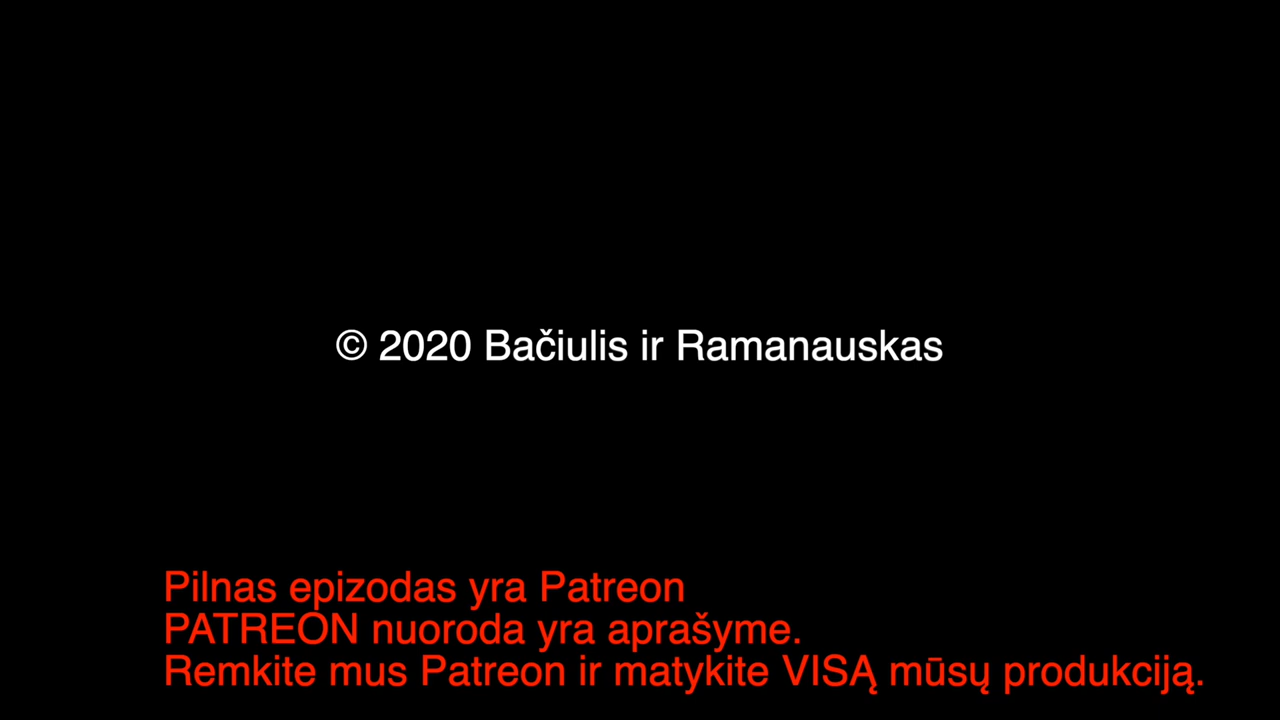 © 2020 Bačiulis ir Ramanauskas
Pilnas epizodas yra Patreon
PATREON nuoroda yra aprašyme.
Remkite mus Patreon ir matykite VISĄ mūsų produkciją.